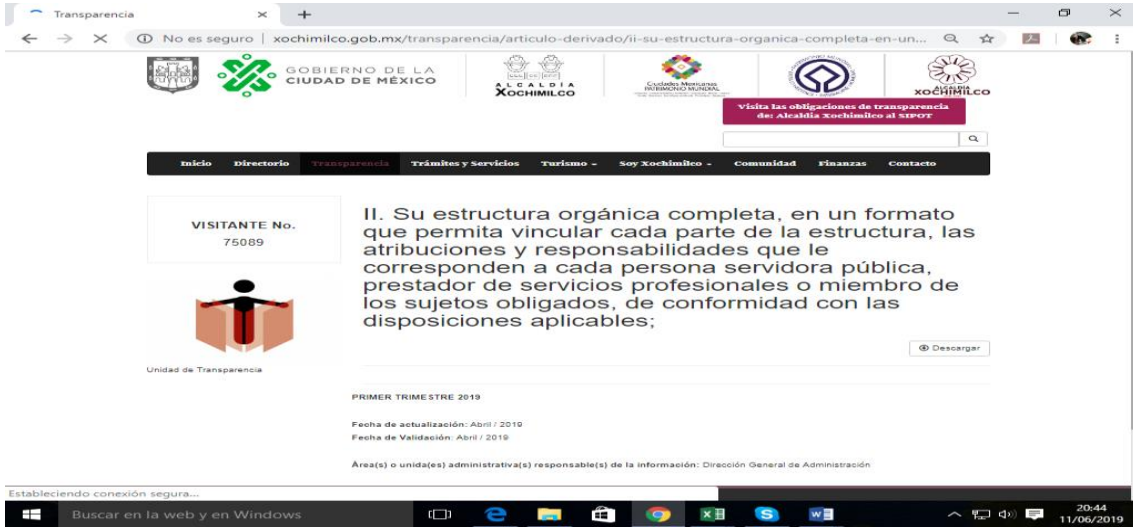 Transparencia
No es seguro | xochimilco.gob.mx/transparencia/articulo-derivado/ii-su-estructura-organica-completa-en-un...
GOBIERNO DE LA
CIUDAD DE MÉXICO
ALCALDÍA
XOCHIMILCO
Ciudades Mexicanas
PATRIMONIO MUNDIAL
ALCALDÍA
XOCHIMILCO
Visita las obligaciones de transparencia
de: Alcaldía Xochimilco al SIPOT
Inicio Directorio Transparencia Trámites y Servicios Turismo Soy Xochimilco Comunidad Finanzas Contacto
VISITANTE No.
75089
Unidad de Transparencia
II. Su estructura orgánica completa, en un formato
que permita vincular cada parte de la estructura, las
atribuciones y responsabilidades que le
corresponden a cada persona servidora pública,
prestador de servicios profesionales o miembro de
los sujetos obligados, de conformidad con las
disposiciones aplicables;
Descargar
PRIMER TRIMESTRE 2019
Fecha de actualización: Abril / 2019
Fecha de Validación: Abril / 2019
Área(s) o unida(es) administrativa(s) responsable(s) de la información: Dirección General de Administración
Estableciendo conexión segura...
Buscar en la web y en Windows
20:44
11/06/2019